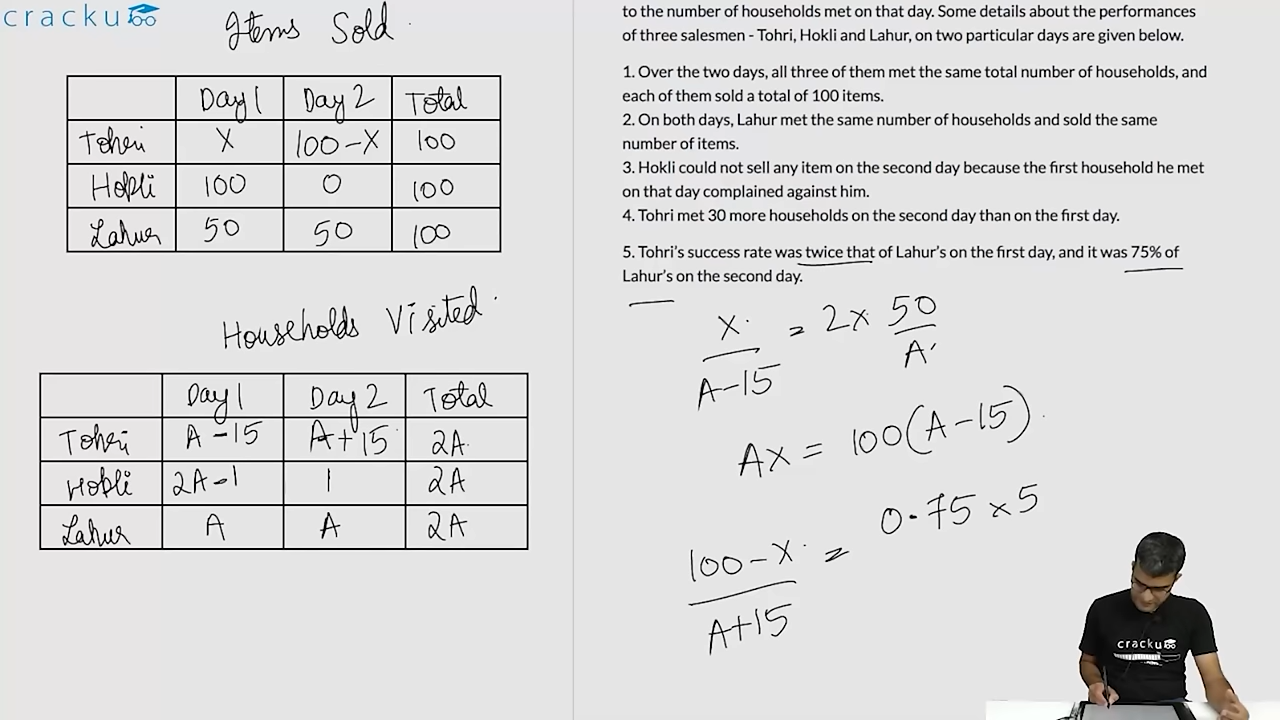 cracku
Items Sold
Day 1 Day 2 Total
Tohri X 100-X 100
Hokli 100 0 100
Lahur 50 50 100
Households Visited
Day 1 Day 2 Total
Tohri A-15 A+15 2A
Hokli 2A-1 1 2A
Lahur A A 2A
to the number of households met on that day. Some details about the performances
of three salesmen - Tohri, Hokli and Lahur, on two particular days are given below.
1. Over the two days, all three of them met the same total number of households, and
each of them sold a total of 100 items.
2. On both days, Lahur met the same number of households and sold the same
number of items.
3. Hokli could not sell any item on the second day because the first household he met
on that day complained against him.
4. Tohri met 30 more households on the second day than on the first day.
5. Tohri's success rate was twice that of Lahur's on the first day, and it was 75% of
Lahur's on the second day.
X = 2× 50
A-15 A
AX = 100(A-15)
0.75 × 5
100-X =
A+15
cracku